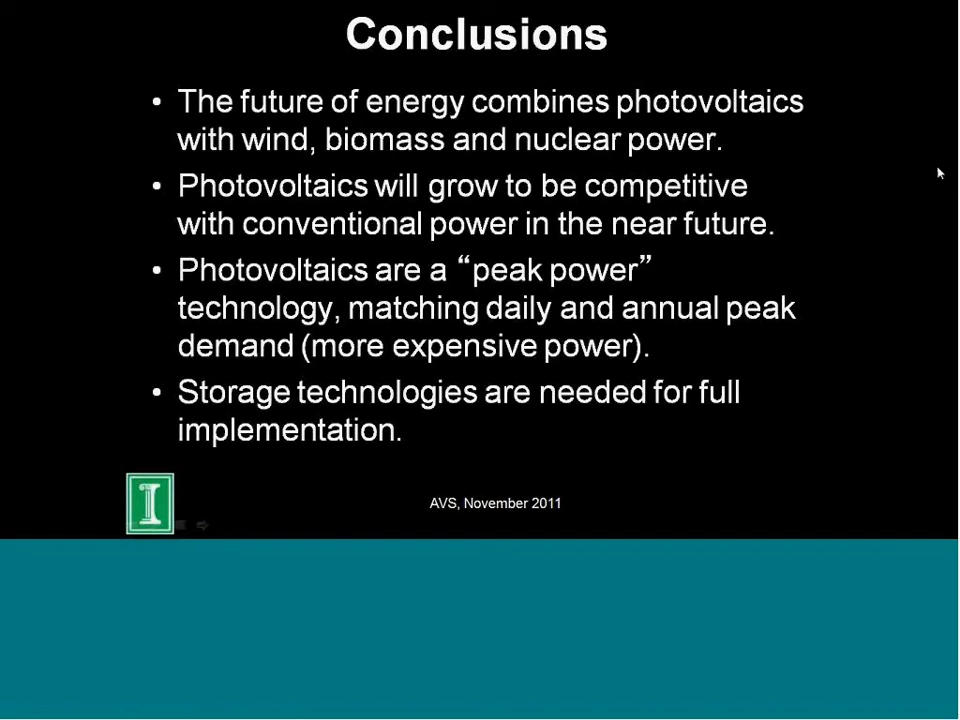 Conclusions
• The future of energy combines photovoltaics
with wind, biomass and nuclear power.
• Photovoltaics will grow to be competitive
with conventional power in the near future.
• Photovoltaics are a “peak power”
technology, matching daily and annual peak
demand (more expensive power).
• Storage technologies are needed for full
implementation.
I
AVS, November 2011